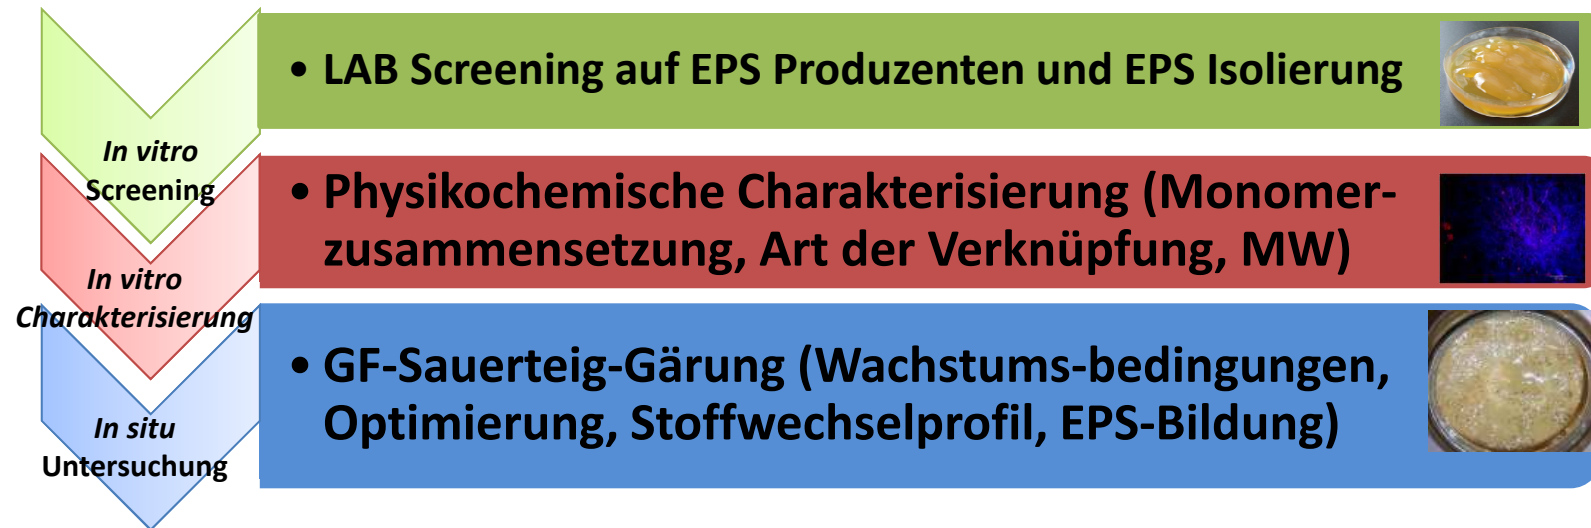 In vitro
Screening
• LAB Screening auf EPS Produzenten und EPS Isolierung
In vitro
Charakterisierung
• Physikochemische Charakterisierung (Monomer-
zusammensetzung, Art der Verknüpfung, MW)
In situ
Untersuchung
• GF-Sauerteig-Gärung (Wachstums-bedingungen,
Optimierung, Stoffwechselprofil, EPS-Bildung)